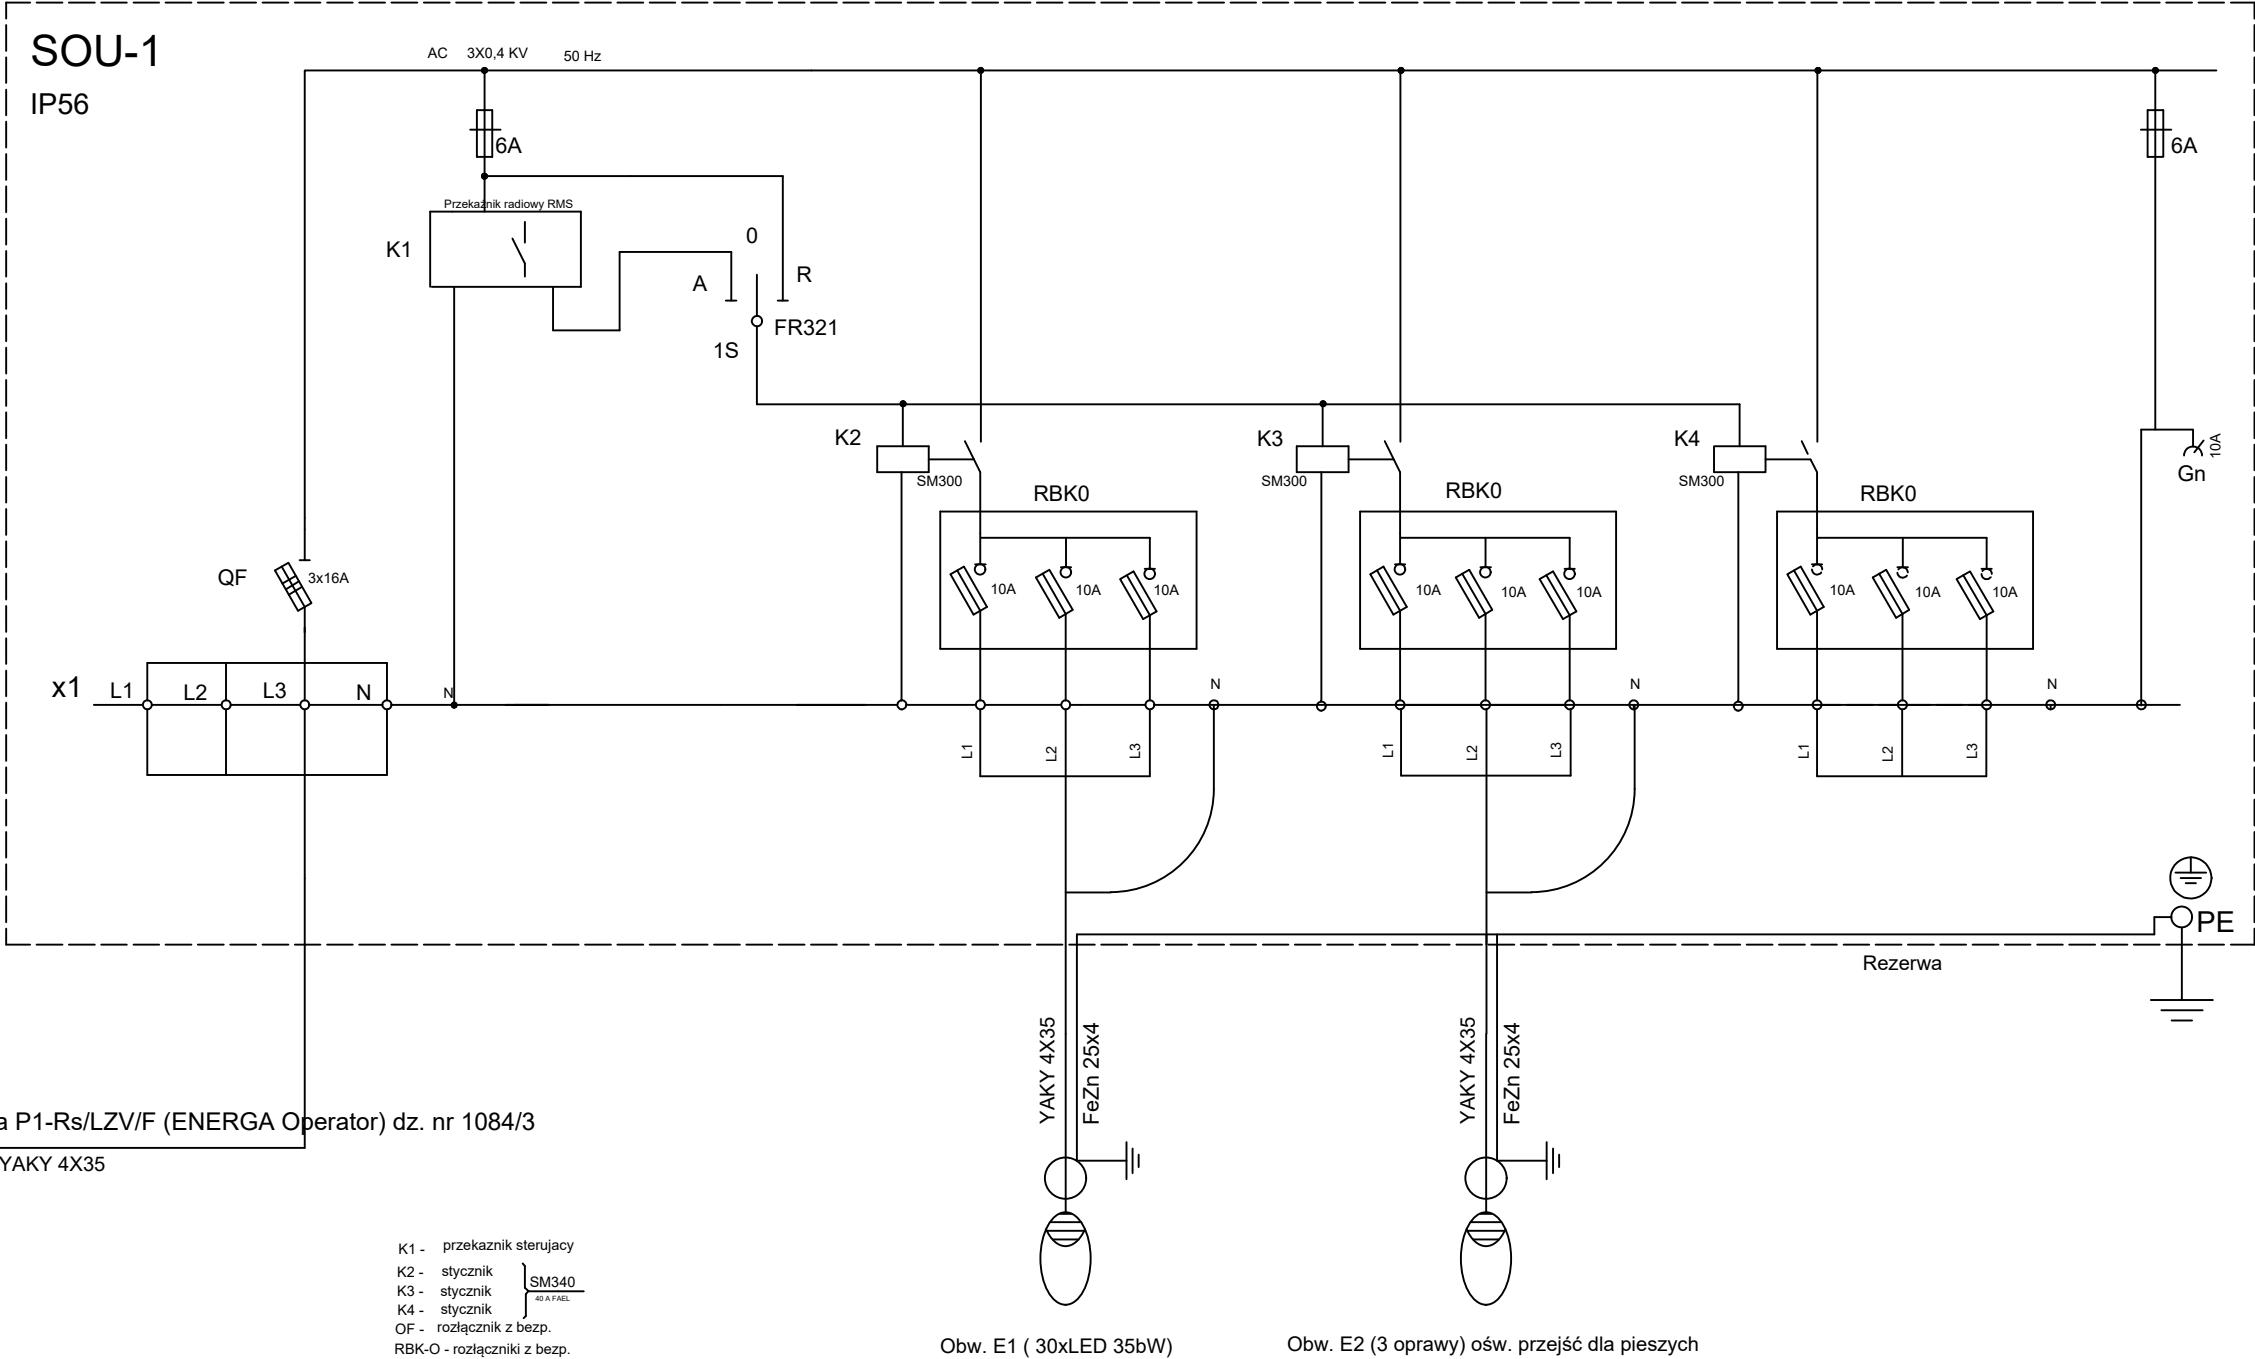 SOU-1
IP56
AC 3X0,4 KV 50 Hz
6A
6A
Przekaźnik radiowy RMS
K1
0
A
R
FR321
1S
K2
SM300
K3
SM300
K4
SM300
10A
Gn
RBK0
RBK0
RBK0
QF
3x16A
10A
10A
10A
10A
10A
10A
10A
10A
10A
x1
L1
L2
L3
N
N
N
N
N
L1
L2
L3
L1
L2
L3
L1
L2
L3
PE
Rezerwa
YAKY 4X35
FeZn 25x4
YAKY 4X35
FeZn 25x4
a P1-Rs/LZV/F (ENERGA Operator) dz. nr 1084/3
YAKY 4X35
K1 - przekaznik sterujacy
K2 - stycznik
K3 - stycznik
K4 - stycznik
SM340
40 A FAEL
OF - rozłącznik z bezp.
RBK-O - rozłączniki z bezp.
Obw. E1 ( 30xLED 35bW)
Obw. E2 (3 oprawy) ośw. przejść dla pieszych